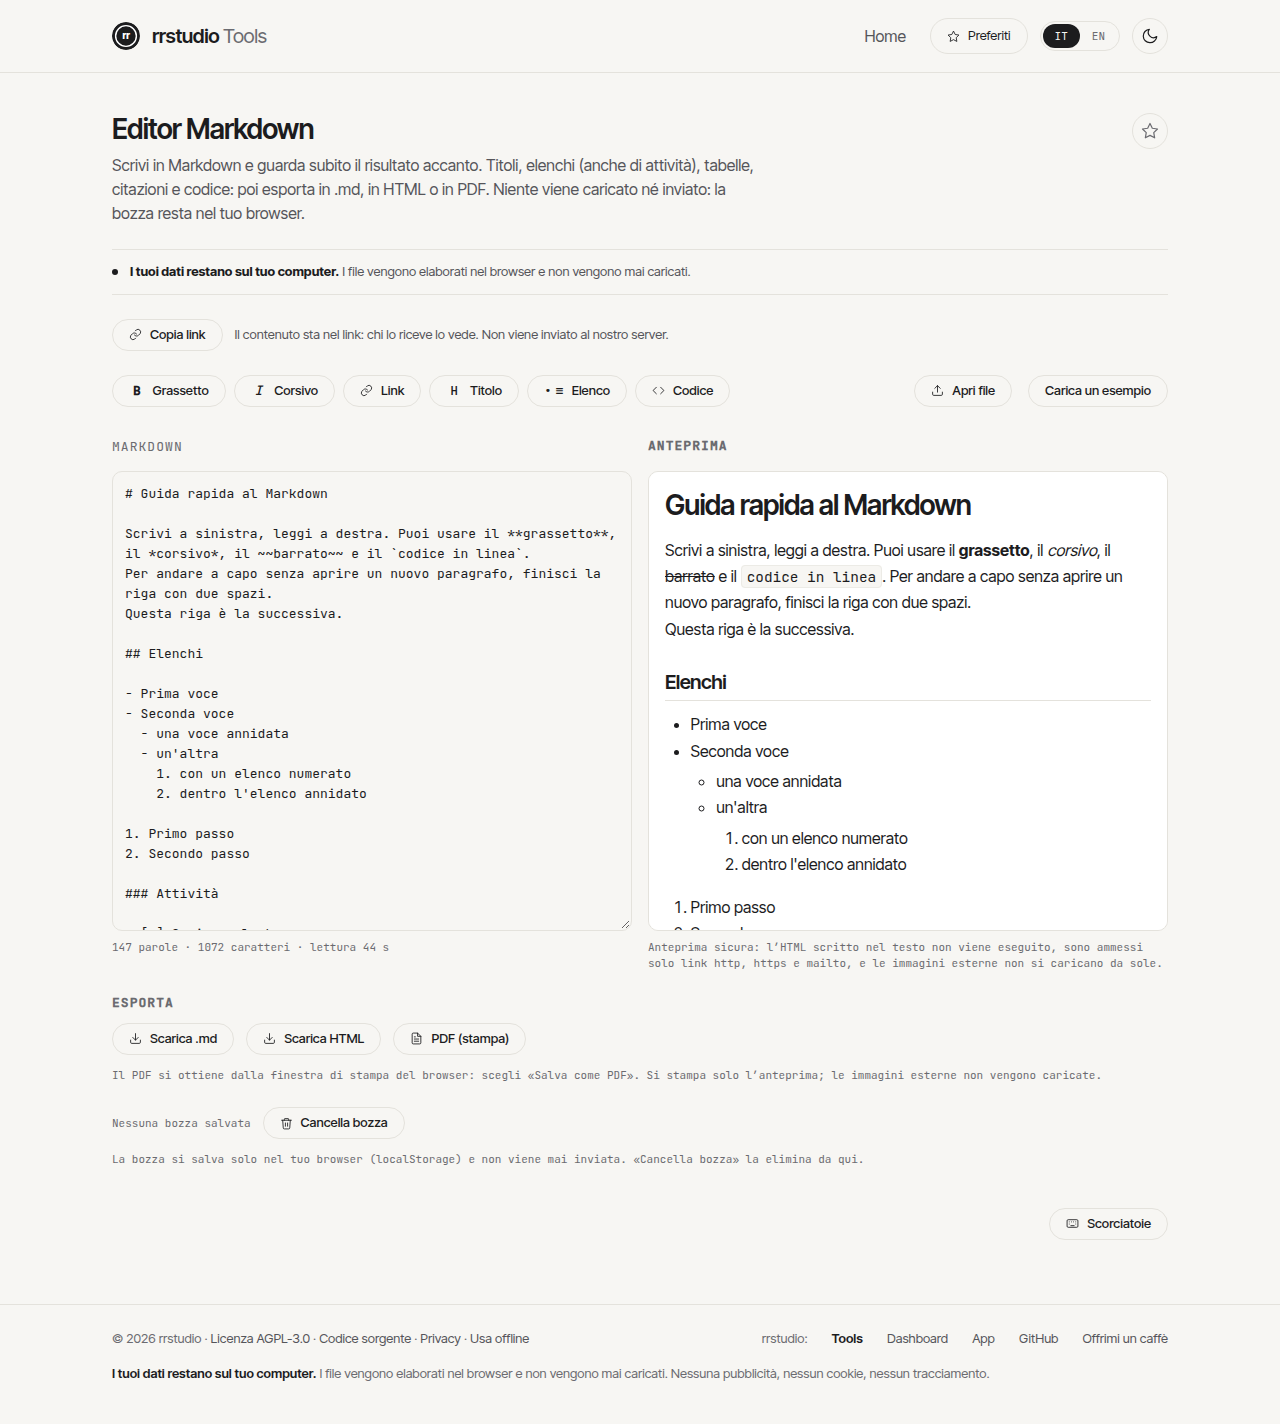 rr rrstudio Tools
Home
Preferiti
IT EN
Editor Markdown
Scrivi in Markdown e guarda subito il risultato accanto. Titoli, elenchi (anche di attività), tabelle,
citazioni e codice: poi esporta in .md, in HTML o in PDF. Niente viene caricato né inviato: la
bozza resta nel tuo browser.
I tuoi dati restano sul tuo computer. I file vengono elaborati nel browser e non vengono mai caricati.
Copia link
Il contenuto sta nel link: chi lo riceve lo vede. Non viene inviato al nostro server.
B Grassetto
I Corsivo
Link
H Titolo
Elenco
Codice
Apri file
Carica un esempio
MARKDOWN
# Guida rapida al Markdown
Scrivi a sinistra, leggi a destra. Puoi usare il **grassetto**,
il *corsivo*, il ~~barrato~~ e il `codice in linea`.
Per andare a capo senza aprire un nuovo paragrafo, finisci la
riga con due spazi.
Questa riga è la successiva.
## Elenchi
- Prima voce
- Seconda voce
- una voce annidata
- un'altra
1. con un elenco numerato
2. dentro l'elenco annidato
1. Primo passo
2. Secondo passo
### Attività
147 parole · 1072 caratteri · lettura 44 s
ANTEPRIMA
Guida rapida al Markdown
Scrivi a sinistra, leggi a destra. Puoi usare il grassetto, il corsivo, il
barrato e il codice in linea. Per andare a capo senza aprire un
nuovo paragrafo, finisci la riga con due spazi.
Questa riga è la successiva.
Elenchi
• Prima voce
• Seconda voce
◦ una voce annidata
◦ un'altra
1. con un elenco numerato
2. dentro l'elenco annidato
1. Primo passo
Anteprima sicura: l’HTML scritto nel testo non viene eseguito, sono ammessi
solo link http, https e mailto, e le immagini esterne non si caricano da sole.
ESPORTA
Scarica .md
Scarica HTML
PDF (stampa)
Il PDF si ottiene dalla finestra di stampa del browser: scegli «Salva come PDF». Si stampa solo l’anteprima; le immagini esterne non vengono caricate.
Nessuna bozza salvata
Cancella bozza
La bozza si salva solo nel tuo browser (localStorage) e non viene mai inviata. «Cancella bozza» la elimina da qui.
Scorciatoie
© 2026 rrstudio · Licenza AGPL-3.0 · Codice sorgente · Privacy · Usa offline
rrstudio: Tools Dashboard App GitHub Offrimi un caffè
I tuoi dati restano sul tuo computer. I file vengono elaborati nel browser e non vengono mai caricati. Nessuna pubblicità, nessun cookie, nessun tracciamento.